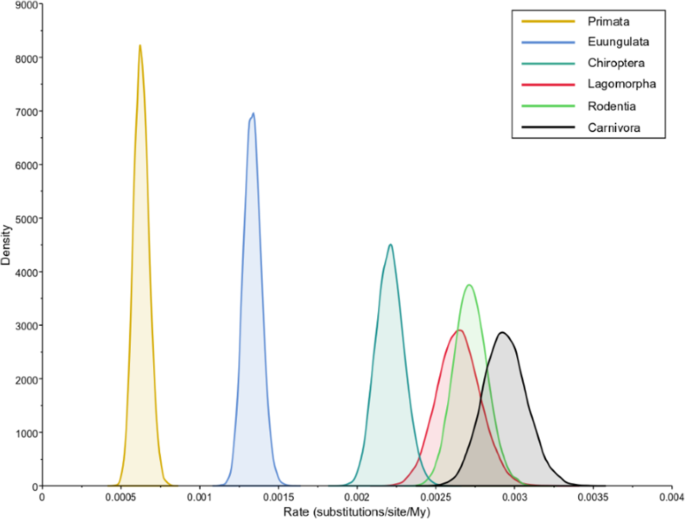 9000
8000
7000
6000
5000
4000
3000
2000
1000
0
Density
0
0.0005
0.001
0.0015
0.002
0.0025
0.003
0.0035
0.004
Rate (substitutions/site/My)
Primata
Euungulata
Chiroptera
Lagomorpha
Rodentia
Carnivora